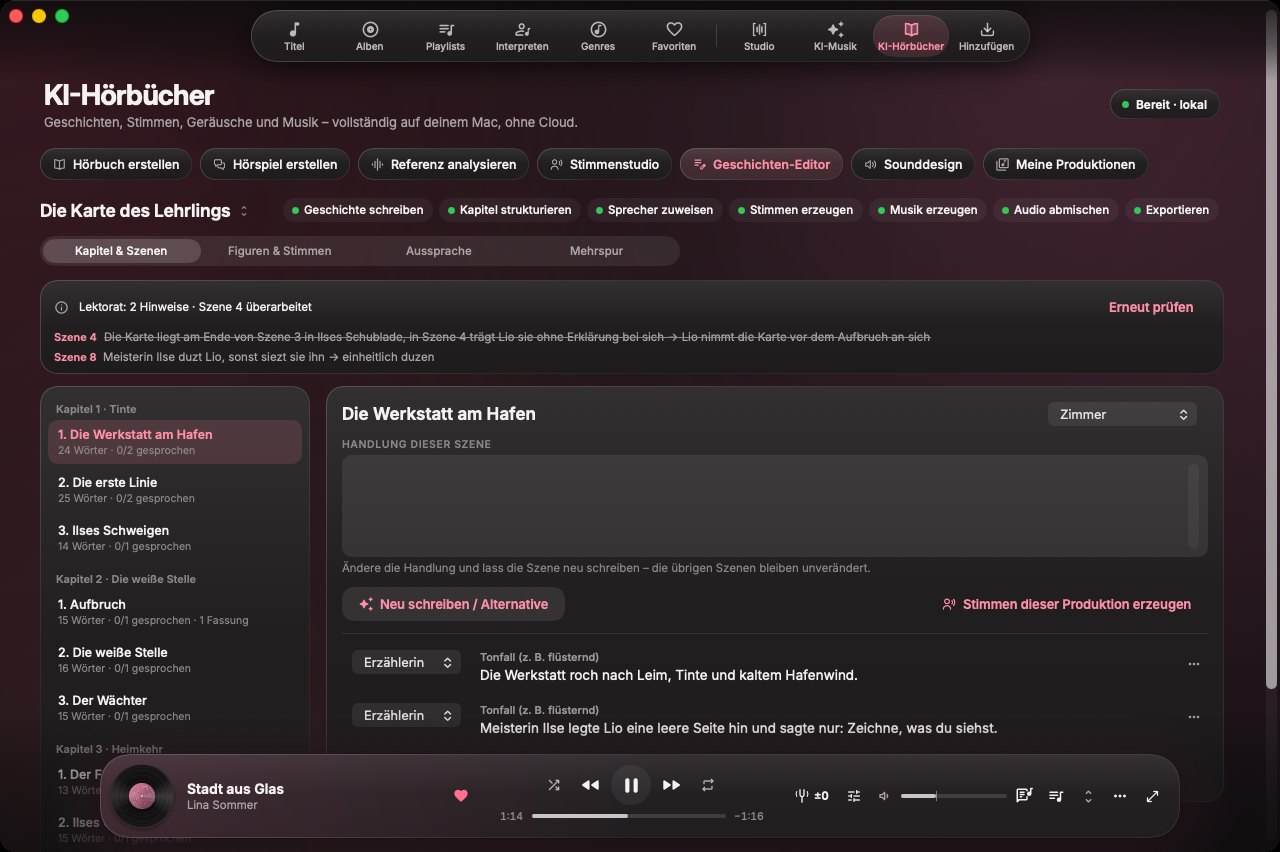 Titel
Alben
Playlists
Interpreten
Genres
Favoriten
Studio
KI-Musik
KI-Hörbücher
Hinzufügen
KI-Hörbücher
Geschichten, Stimmen, Geräusche und Musik – vollständig auf deinem Mac, ohne Cloud.
Bereit · lokal
Hörbuch erstellen
Hörspiel erstellen
Referenz analysieren
Stimmenstudio
Geschichten-Editor
Sounddesign
Meine Produktionen
Die Karte des Lehrlings
Geschichte schreiben
Kapitel strukturieren
Sprecher zuweisen
Stimmen erzeugen
Musik erzeugen
Audio abmischen
Exportieren
Kapitel & Szenen
Figuren & Stimmen
Aussprache
Mehrspur
Lektorat: 2 Hinweise · Szene 4 überarbeitet
Erneut prüfen
Szene 4 Die Karte liegt am Ende von Szene 3 in Ilses Schublade, in Szene 4 trägt Lio sie ohne Erklärung bei sich → Lio nimmt die Karte vor dem Aufbruch an sich
Szene 8 Meisterin Ilse duzt Lio, sonst siezt sie ihn → einheitlich duzen
Kapitel 1 · Tinte
1. Die Werkstatt am Hafen
24 Wörter · 0/2 gesprochen
2. Die erste Linie
25 Wörter · 0/2 gesprochen
3. Ilses Schweigen
14 Wörter · 0/1 gesprochen
Kapitel 2 · Die weiße Stelle
1. Aufbruch
15 Wörter · 0/1 gesprochen · 1 Fassung
2. Die weiße Stelle
16 Wörter · 0/1 gesprochen
3. Der Wächter
15 Wörter · 0/1 gesprochen
Kapitel 3 · Heimkehr
1. Der F
13 Wörte
2. Ilses
15 Wörter · 0/1 gesprochen
Die Werkstatt am Hafen
Zimmer
HANDLUNG DIESER SZENE
Ändere die Handlung und lass die Szene neu schreiben – die übrigen Szenen bleiben unverändert.
Neu schreiben / Alternative
Stimmen dieser Produktion erzeugen
Erzählerin
Tonfall (z. B. flüsternd)
Die Werkstatt roch nach Leim, Tinte und kaltem Hafenwind.
Erzählerin
Tonfall (z. B. flüsternd)
Meisterin Ilse legte Lio eine leere Seite hin und sagte nur: Zeichne, was du siehst.
Stadt aus Glas
Lina Sommer
1:14
−1:16
±0